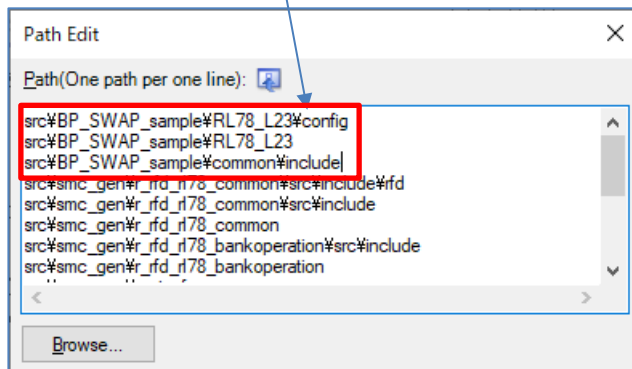 Path Edit
Path(One path per one line):
src¥BP_SWAP_sample¥RL78_L23¥config
src¥BP_SWAP_sample¥RL78_L23
src¥BP_SWAP_sample¥common¥include
src¥smc_gen¥r_rfd_rl78_common¥src¥include¥rfd
src¥smc_gen¥r_rfd_rl78_common¥src¥include
src¥smc_gen¥r_rfd_rl78_common
src¥smc_gen¥r_rfd_rl78_bankoperation¥src¥include
src¥smc_gen¥r_rfd_rl78_bankoperation
Browse...